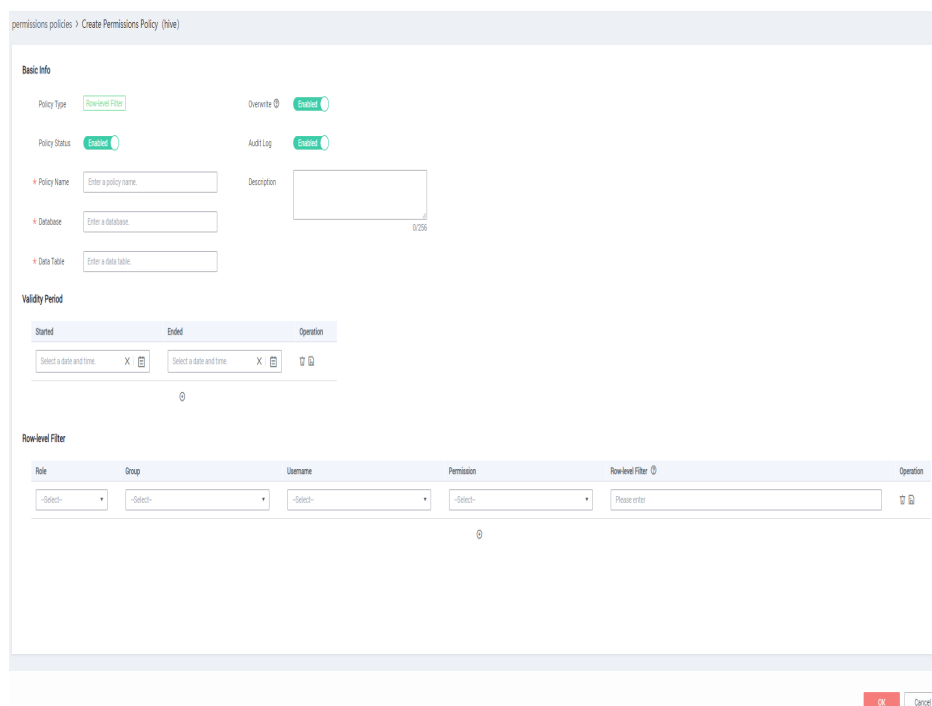 permissions policies > Create Permissions Policy (hive)
Basic Info
Policy Type Row-level Filter Overwrite Enabled
Policy Status Enabled Audit Log Enabled
* Policy Name Enter a policy name. Description
0/256
* Database Enter a database.
* Data Table Enter a data table.
Validity Period
Started Ended Operation
Select a date and time. Select a date and time.
Row-level Filter
Role Group Username Permission Row-level Filter Operation
--Select-- --Select-- --Select-- --Select-- Please enter
OK Cancel